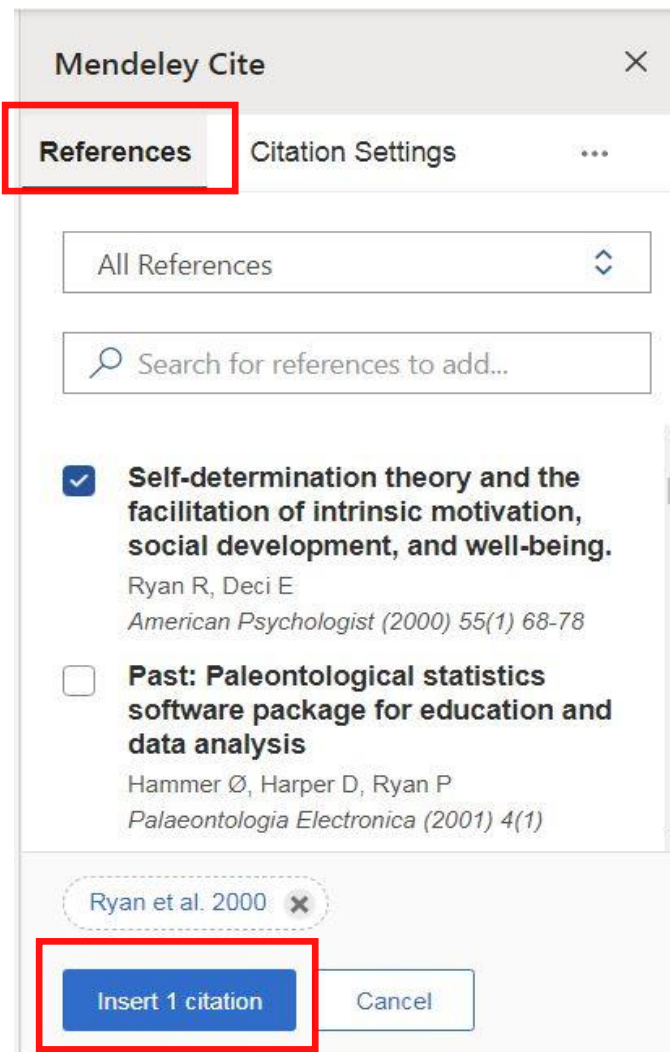 Mendeley Cite
References Citation Settings ...
All References
Search for references to add...
Self-determination theory and the
facilitation of intrinsic motivation,
social development, and well-being.
Ryan R, Deci E
American Psychologist (2000) 55(1) 68-78
Past: Paleontological statistics
software package for education and
data analysis
Hammer Ø, Harper D, Ryan P
Palaeontologia Electronica (2001) 4(1)
Ryan et al. 2000
Insert 1 citation Cancel